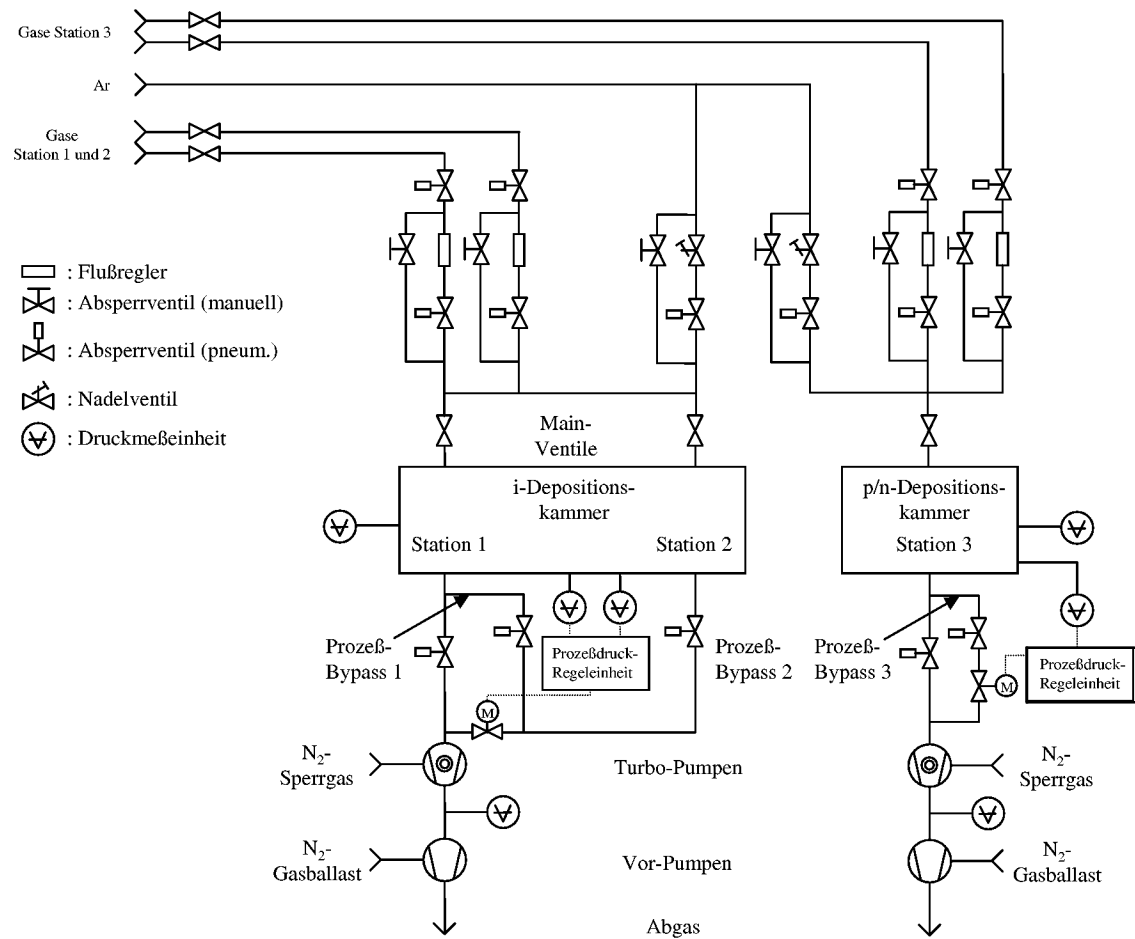 Gase Station 3
Ar
Gase
Station 1 und 2
: Flußregler
: Absperrventil (manuell)
: Absperrventil (pneum.)
: Nadelventil
: Druckmeßeinheit
Main-
Ventile
i-Depositions-
kammer
Station 1
Station 2
p/n-Depositions-
kammer
Station 3
Prozeß-
Bypass 1
Prozeßdruck-
Regeleinheit
M
Prozeß-
Bypass 2
Prozeß-
Bypass 3
M
Prozeßdruck-
Regeleinheit
N₂-
Sperrgas
Turbo-Pumpen
N₂-
Sperrgas
N₂-
Gasballast
Vor-Pumpen
N₂-
Gasballast
Abgas